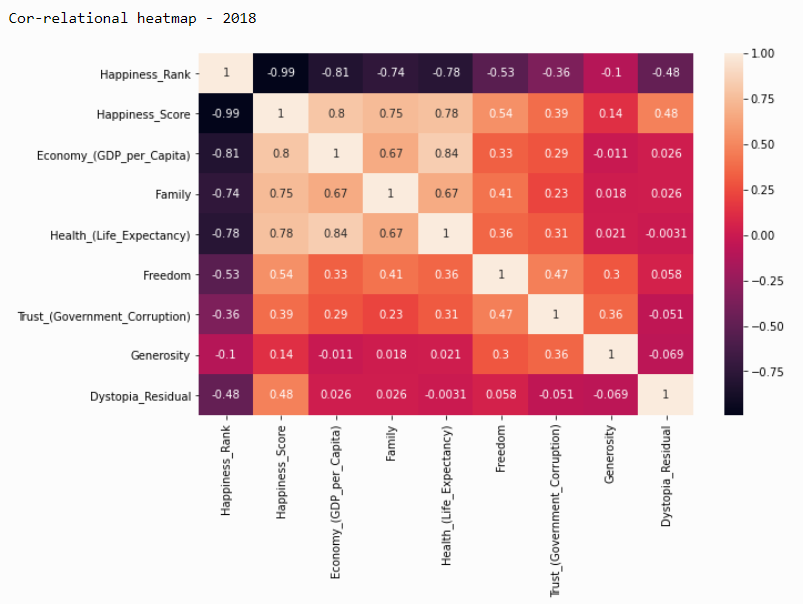 Cor-relational heatmap - 2018
Happiness_Rank 1 -0.99 -0.81 -0.74 -0.78 -0.53 -0.36 -0.1 -0.48
Happiness_Score -0.99 1 0.8 0.75 0.78 0.54 0.39 0.14 0.48
Economy_(GDP_per_Capita) -0.81 0.8 1 0.67 0.84 0.33 0.29 -0.011 0.026
Family -0.74 0.75 0.67 1 0.67 0.41 0.23 0.018 0.026
Health_(Life_Expectancy) -0.78 0.78 0.84 0.67 1 0.36 0.31 0.021 -0.0031
Freedom -0.53 0.54 0.33 0.41 0.36 1 0.47 0.3 0.058
Trust_(Government_Corruption) -0.36 0.39 0.29 0.23 0.31 0.47 1 0.36 -0.051
Generosity -0.1 0.14 -0.011 0.018 0.021 0.3 0.36 1 -0.069
Dystopia_Residual -0.48 0.48 0.026 0.026 -0.0031 0.058 -0.051 -0.069 1
Happiness_Rank
Happiness_Score
Economy_(GDP_per_Capita)
Family
Health_(Life_Expectancy)
Freedom
Trust_(Government_Corruption)
Generosity
Dystopia_Residual
1.00
0.75
0.50
0.25
0.00
−0.25
−0.50
−0.75